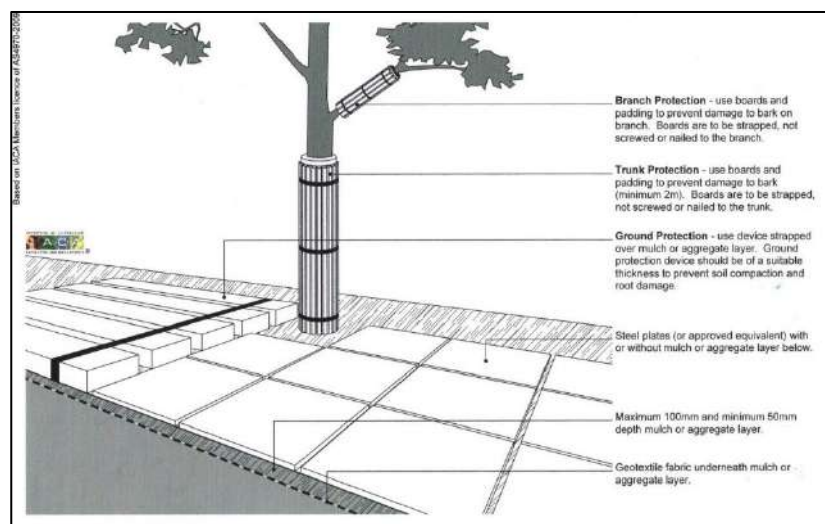 Based on IACA Members licence of AS4970-2009
Branch Protection - use boards and
padding to prevent damage to bark on
branch. Boards are to be strapped, not
screwed or nailed to the branch.
Trunk Protection - use boards and
padding to prevent damage to bark
(minimum 2m). Boards are to be strapped,
not screwed or nailed to the trunk.
Ground Protection - use device strapped
over mulch or aggregate layer. Ground
protection device should be of a suitable
thickness to prevent soil compaction and
root damage.
Steel plates (or approved equivalent) with
or without mulch or aggregate layer below.
Maximum 100mm and minimum 50mm
depth mulch or aggregate layer.
Geotextile fabric underneath mulch or
aggregate layer.